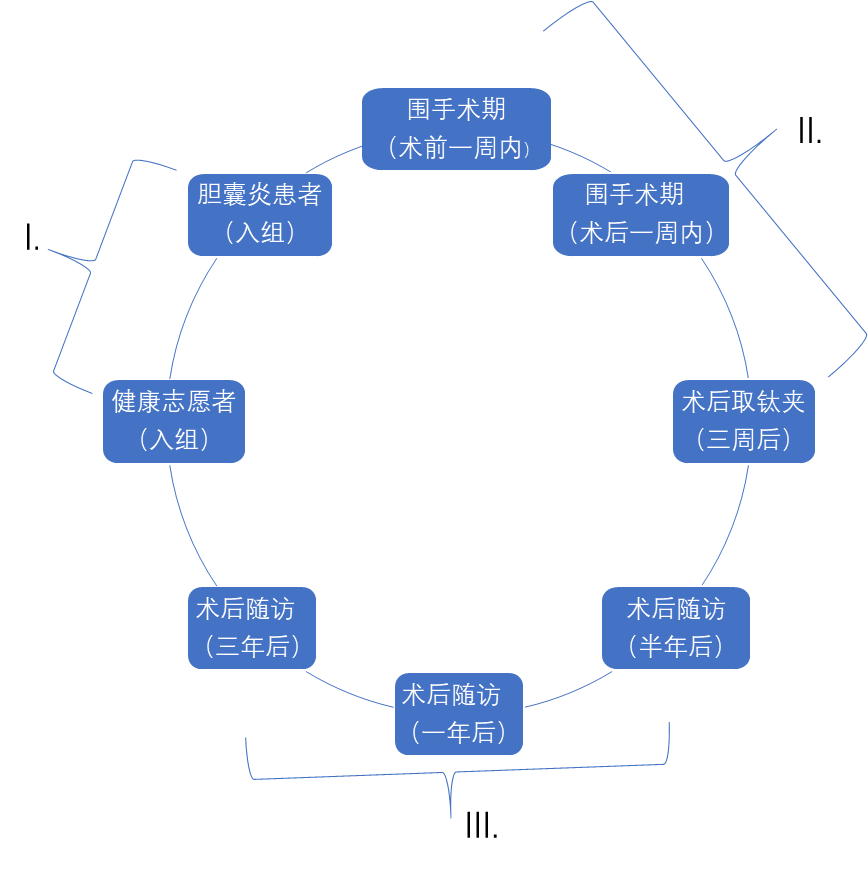 围手术期
（术前一周内）
II.
胆囊炎患者
（入组）
围手术期
（术后一周内）
I.
健康志愿者
（入组）
术后取钛夹
（三周后）
术后随访
（三年后）
术后随访
（半年后）
术后随访
（一年后）
III.